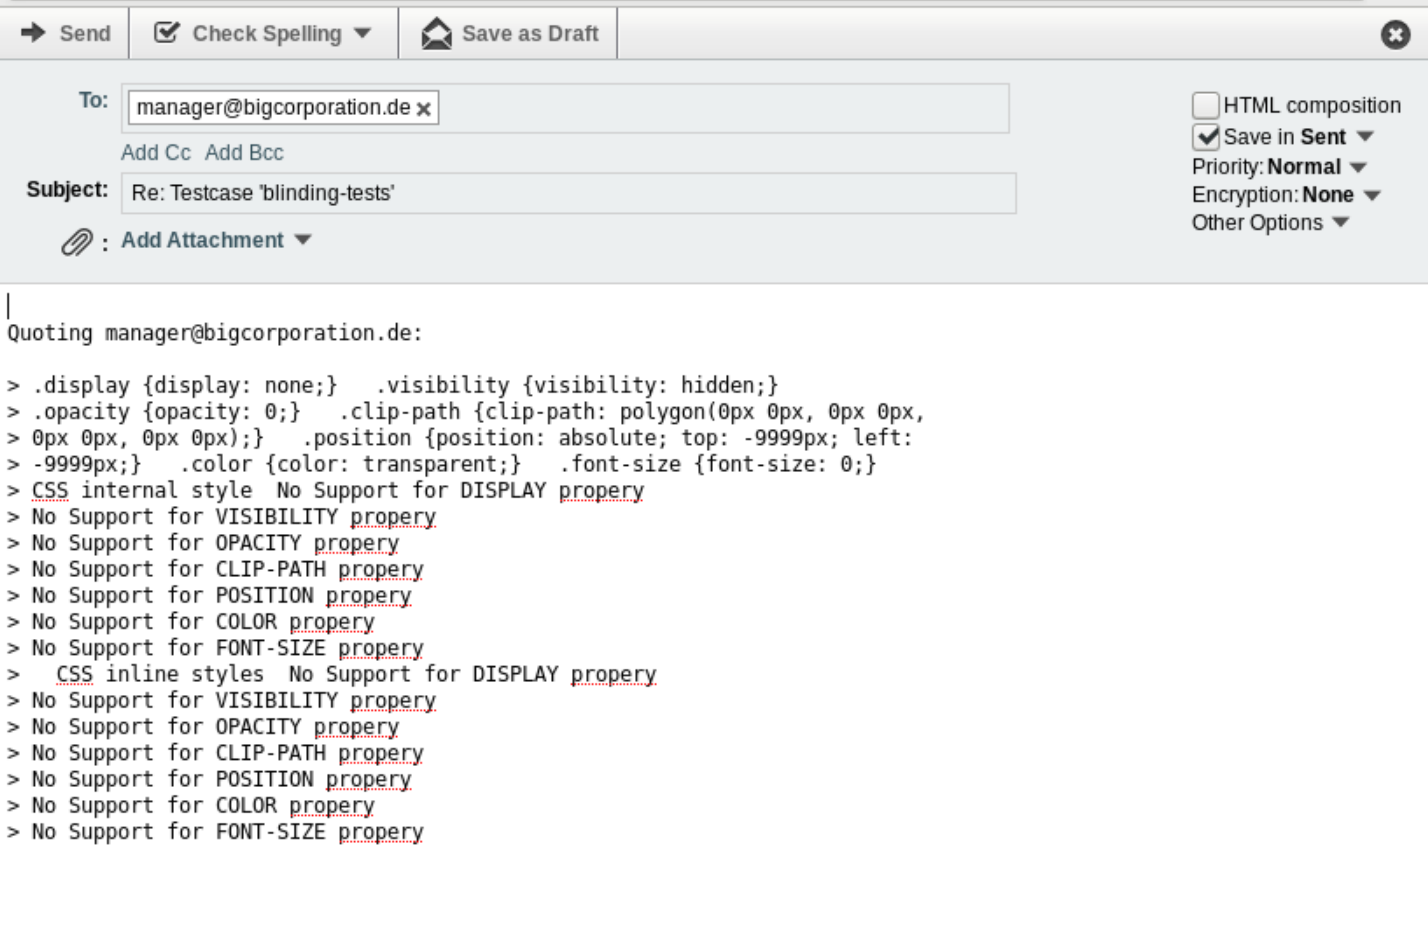 Send
Check Spelling
Save as Draft
To: manager@bigcorporation.de
Add Cc Add Bcc
Subject: Re: Testcase 'blinding-tests'
: Add Attachment
HTML composition
Save in Sent
Priority: Normal
Encryption: None
Other Options
Quoting manager@bigcorporation.de:
> .display {display: none;}   .visibility {visibility: hidden;}
> .opacity {opacity: 0;}   .clip-path {clip-path: polygon(0px 0px, 0px 0px,
> 0px 0px, 0px 0px);}   .position {position: absolute; top: -9999px; left:
> -9999px;}   .color {color: transparent;}   .font-size {font-size: 0;}
> CSS internal style  No Support for DISPLAY propery
> No Support for VISIBILITY propery
> No Support for OPACITY propery
> No Support for CLIP-PATH propery
> No Support for POSITION propery
> No Support for COLOR propery
> No Support for FONT-SIZE propery
>   CSS inline styles  No Support for DISPLAY propery
> No Support for VISIBILITY propery
> No Support for OPACITY propery
> No Support for CLIP-PATH propery
> No Support for POSITION propery
> No Support for COLOR propery
> No Support for FONT-SIZE propery